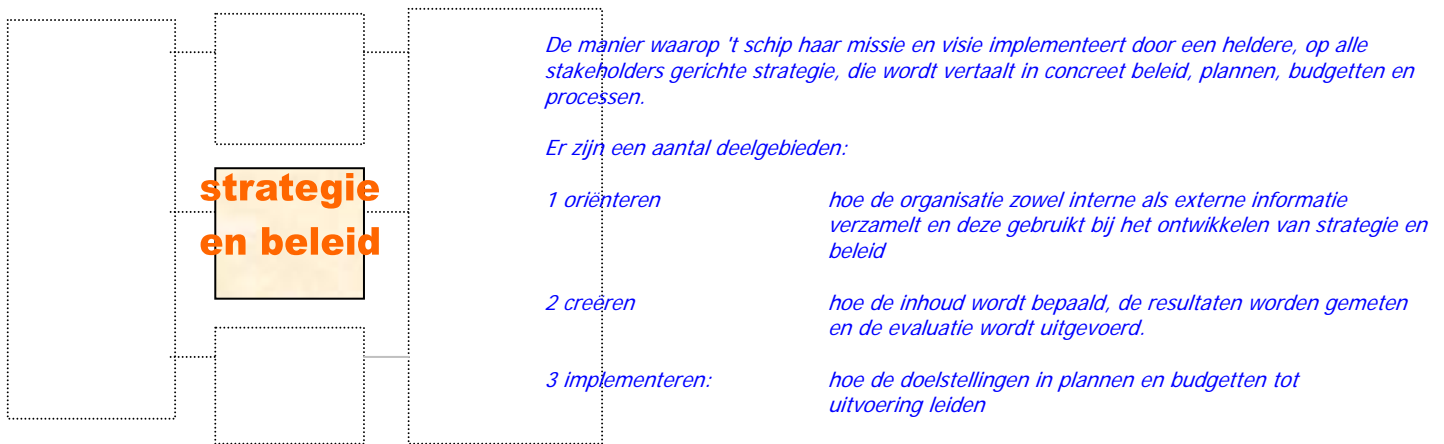 strategie
en beleid
De manier waarop 't schip haar missie en visie implementeert door een heldere, op alle
stakeholders gerichte strategie, die wordt vertaalt in concreet beleid, plannen, budgetten en
processen.
Er zijn een aantal deelgebieden:
1 oriënteren hoe de organisatie zowel interne als externe informatie
verzamelt en deze gebruikt bij het ontwikkelen van strategie en
beleid
2 creëren hoe de inhoud wordt bepaald, de resultaten worden gemeten
en de evaluatie wordt uitgevoerd.
3 implementeren: hoe de doelstellingen in plannen en budgetten tot
uitvoering leiden